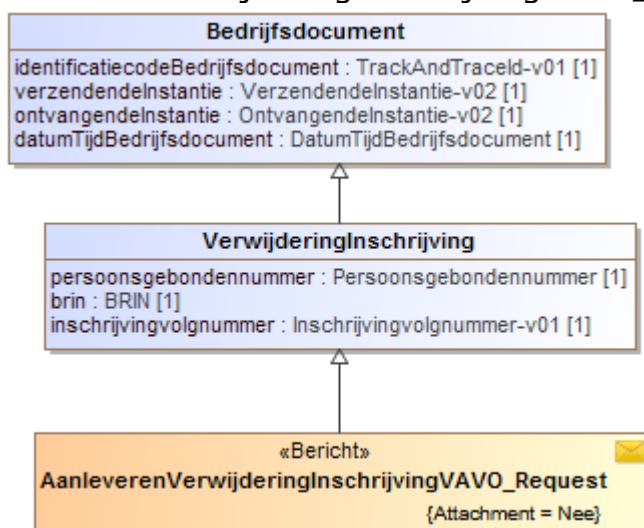 Bedrijfsdocument
identificatiecodeBedrijfsdocument : TrackAndTraceId-v01 [1]
verzendendeInstantie : VerzendendeInstantie-v02 [1]
ontvangendeInstantie : OntvangendeInstantie-v02 [1]
datumTijdBedrijfsdocument : DatumTijdBedrijfsdocument [1]
VerwijderingInschrijving
persoonsgebondennummer : Persoonsgebondennummer [1]
brin : BRIN [1]
inschrijvingvolgnummer : Inschrijvingvolgnummer-v01 [1]
«Bericht»
AanleverenVerwijderingInschrijvingVAVO_Request
{Attachment = Nee}